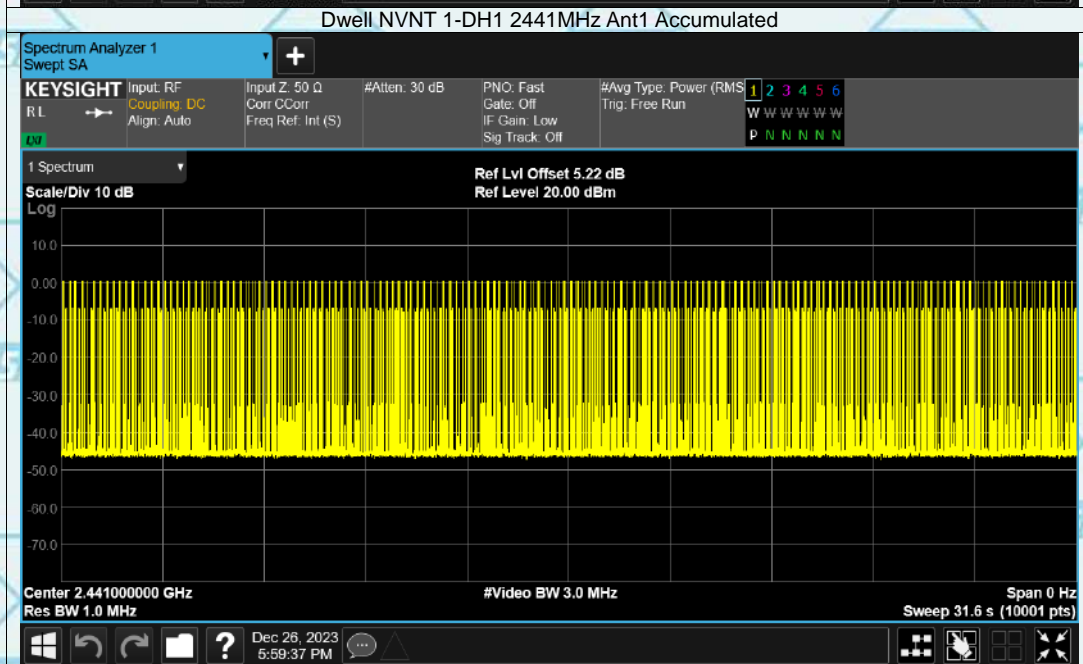 Dwell NVNT 1-DH1 2441MHz Ant1 Accumulated
Spectrum Analyzer 1
Swept SA
+
KEYSIGHT Input: RF Input Z: 50 Ω #Atten: 30 dB PNO: Fast #Avg Type: Power (RMS 1 2 3 4 5 6
RL Coupling: DC Corr CCorr Gate: Off Trig: Free Run W W W W W W
Align: Auto Freq Ref: Int (S) IF Gain: Low
LXI Sig Track: Off P N N N N N
1 Spectrum Ref Lvl Offset 5.22 dB
Scale/Div 10 dB Ref Level 20.00 dBm
Log
10.0
0.00
-10.0
-20.0
-30.0
-40.0
-50.0
-60.0
-70.0
Center 2.441000000 GHz #Video BW 3.0 MHz Span 0 Hz
Res BW 1.0 MHz Sweep 31.6 s (10001 pts)
? Dec 26, 2023
5:59:37 PM